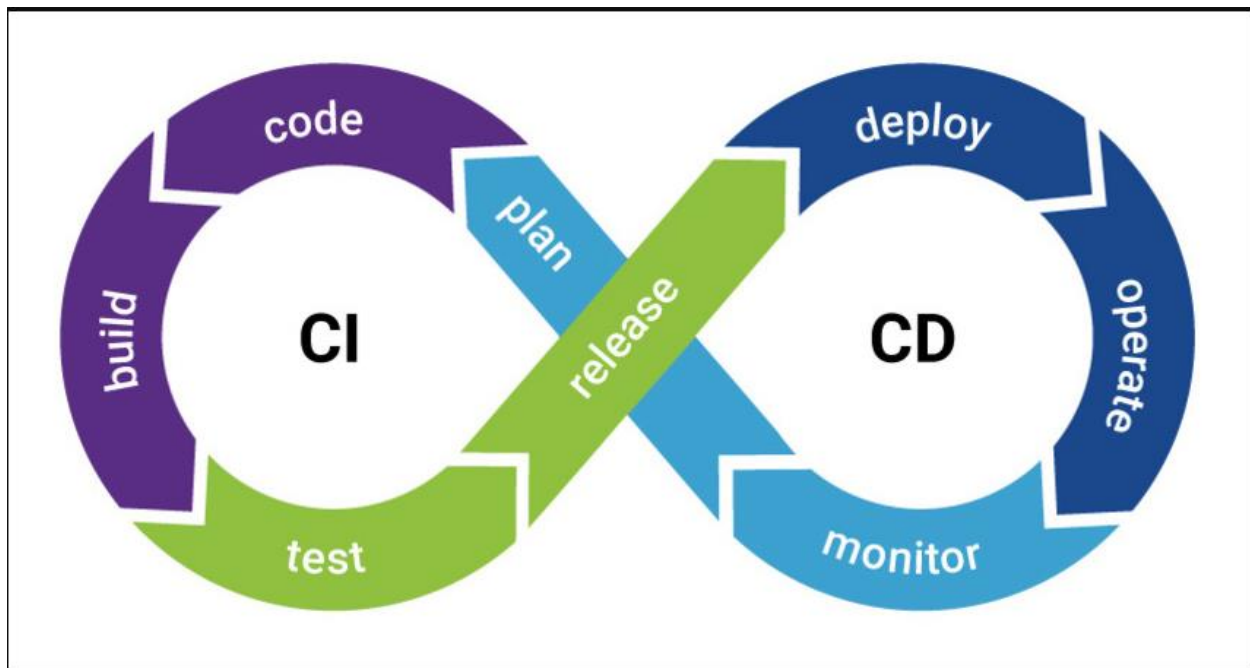 code
deploy
plan
build
CI
release
CD
operate
test
monitor